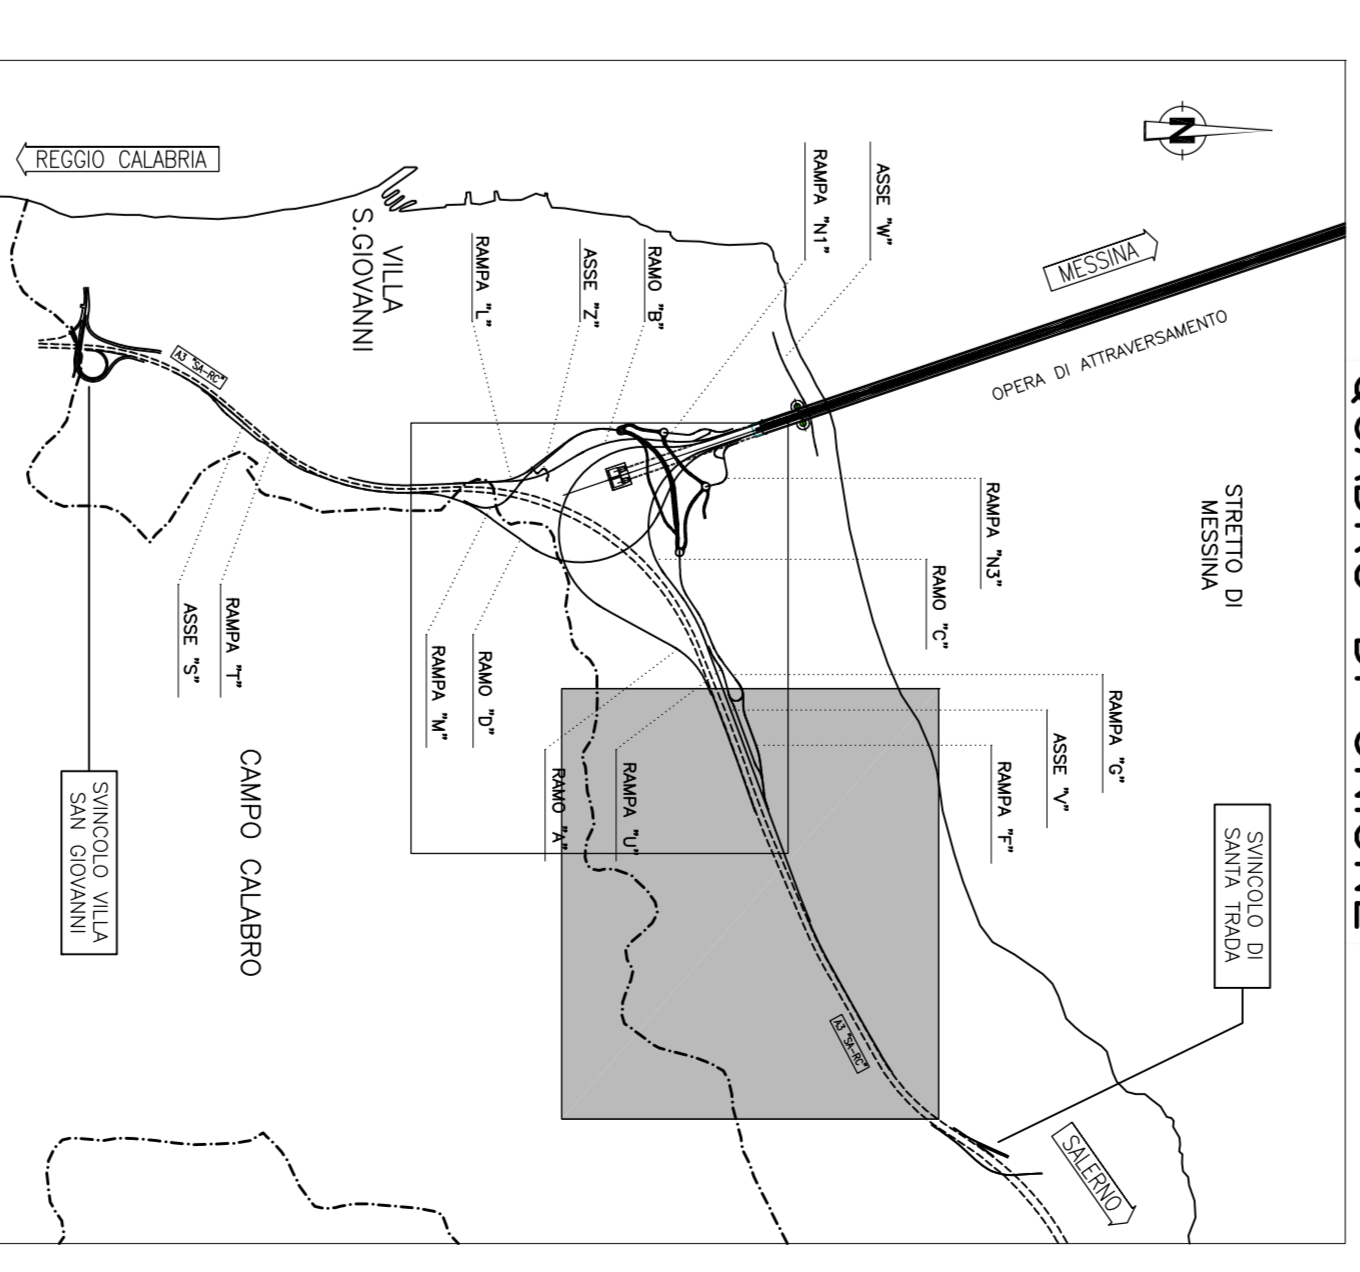 REGGIO CALABRIA
N
MESSINA
OPERA DI ATTRAVERSAMENTO
ASSE "W"
RAMPA "N1"
RAMO "B"
ASSE "Z"
RAMPA "L"
VILLA
S.GIOVANNI
A3 "SA-RC"
STRETTO DI
MESSINA
RAMPA "N3"
RAMO "C"
RAMPA "G"
ASSE "V"
RAMPA "F"
RAMPA "T"
ASSE "S"
RAMO "D"
RAMPA "M"
RAMPA "U"
RAMO "A"
CAMPO CALABRO
SVINCOLO VILLA
SAN GIOVANNI
SVINCOLO DI
SANTA TRADA
A3 "SA-RC"
SALERNO